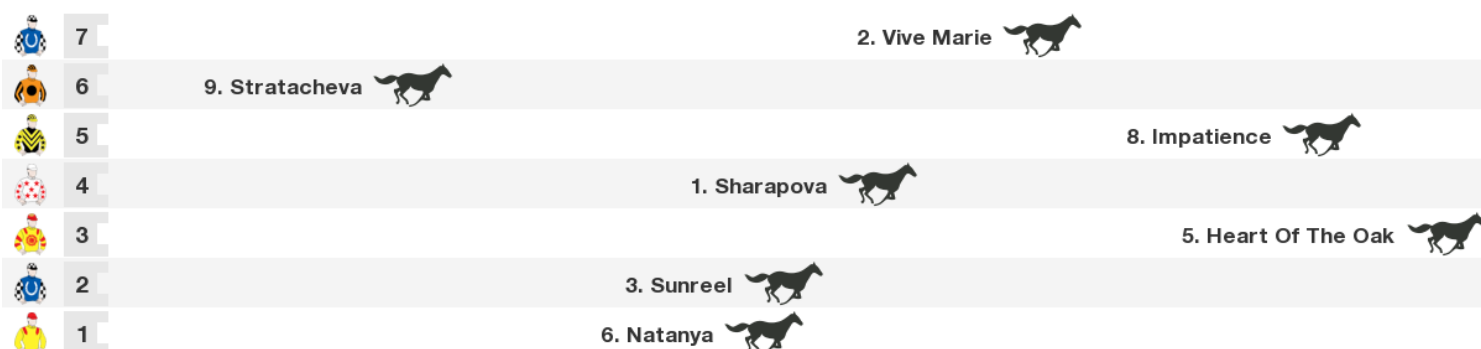 7 2. Vive Marie
6 9. Stratacheva
5 8. Impatience
4 1. Sharapova
3 5. Heart Of The Oak
2 3. Sunreel
1 6. Natanya